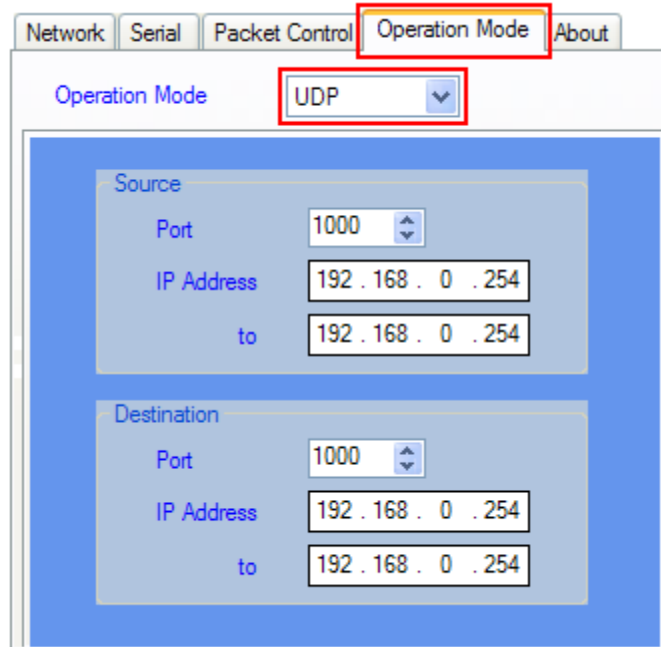 Network Serial Packet Control Operation Mode About
Operation Mode UDP
Source
Port 1000
IP Address 192 . 168 . 0 . 254
to 192 . 168 . 0 . 254
Destination
Port 1000
IP Address 192 . 168 . 0 . 254
to 192 . 168 . 0 . 254